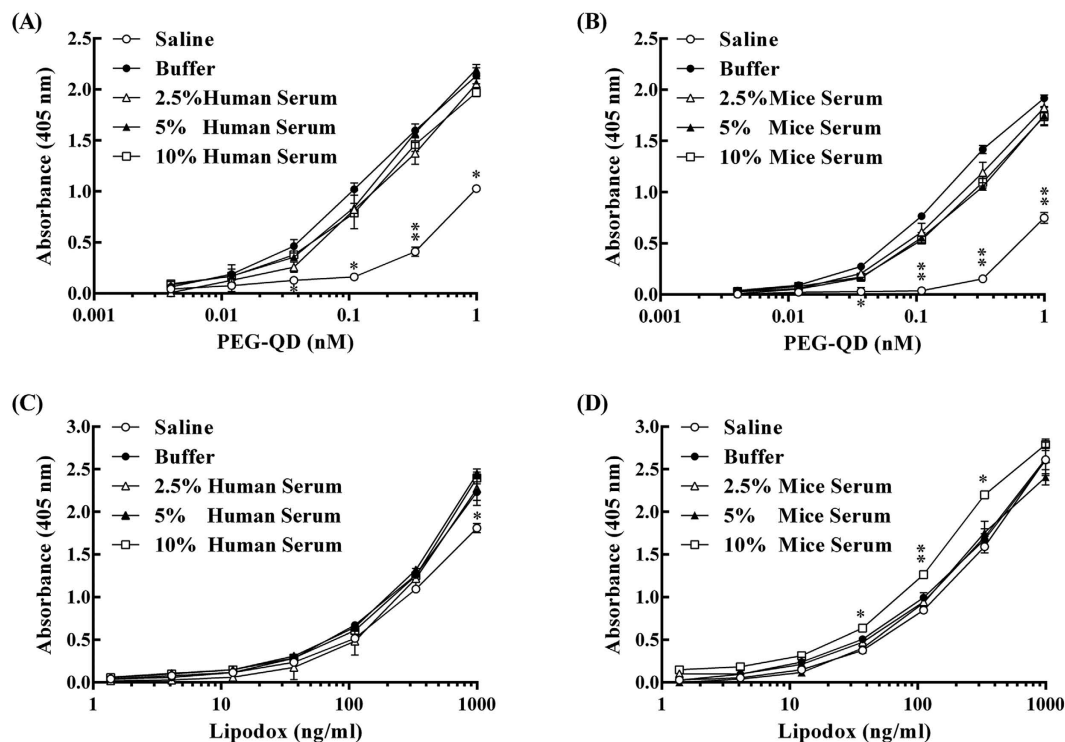 (A)
Absorbance (405 nm)
2.5
2.0
1.5
1.0
0.5
0.0
Saline
Buffer
2.5% Human Serum
5% Human Serum
10% Human Serum
*
**
*
*
0.001 0.01 0.1 1
PEG-QD (nM)
(B)
Absorbance (405 nm)
2.5
2.0
1.5
1.0
0.5
0.0
Saline
Buffer
2.5% Mice Serum
5% Mice Serum
10% Mice Serum
**
**
**
*
0.001 0.01 0.1 1
PEG-QD (nM)
(C)
Absorbance (405 nm)
3.0
2.5
2.0
1.5
1.0
0.5
0.0
Saline
Buffer
2.5% Human Serum
5% Human Serum
10% Human Serum
*
1 10 100 1000
Lipodox (ng/ml)
(D)
Absorbance (405 nm)
3.0
2.5
2.0
1.5
1.0
0.5
0.0
Saline
Buffer
2.5% Mice Serum
5% Mice Serum
10% Mice Serum
*
**
*
1 10 100 1000
Lipodox (ng/ml)